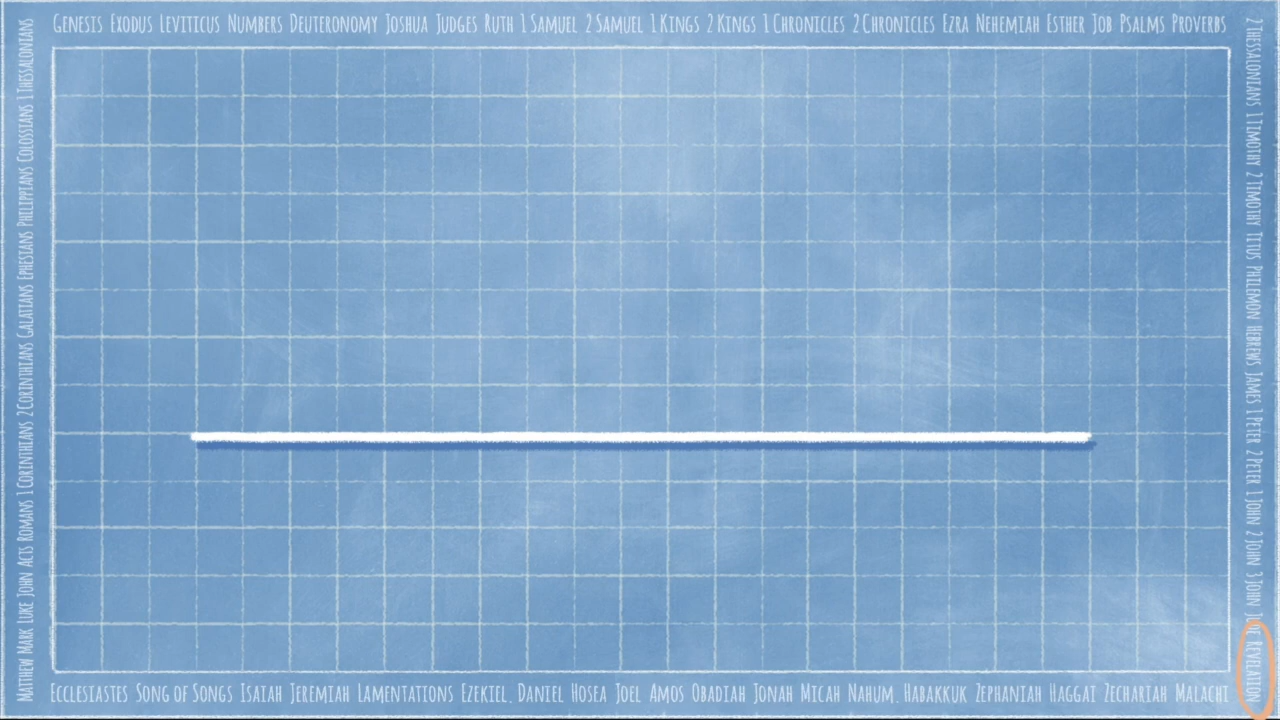 Genesis Exodus Leviticus Numbers Deuteronomy Joshua Judges Ruth 1 Samuel 2 Samuel 1 Kings 2 Kings 1 Chronicles 2 Chronicles Ezra Nehemiah Esther Job Psalms Proverbs
Matthew Mark Luke John Acts Romans 1 Corinthians 2 Corinthians Galatians Ephesians Philippians Colossians 1 Thessalonians
2 Thessalonians 1 Timothy 2 Timothy Titus Philemon Hebrews James 1 Peter 2 Peter 1 John 2 John 3 John Jude Revelation
Ecclesiastes Song of Songs Isaiah Jeremiah Lamentations Ezekiel. Daniel Hosea Joel Amos Obadiah Jonah Micah Nahum. Habakkuk Zephaniah Haggai Zechariah Malachi